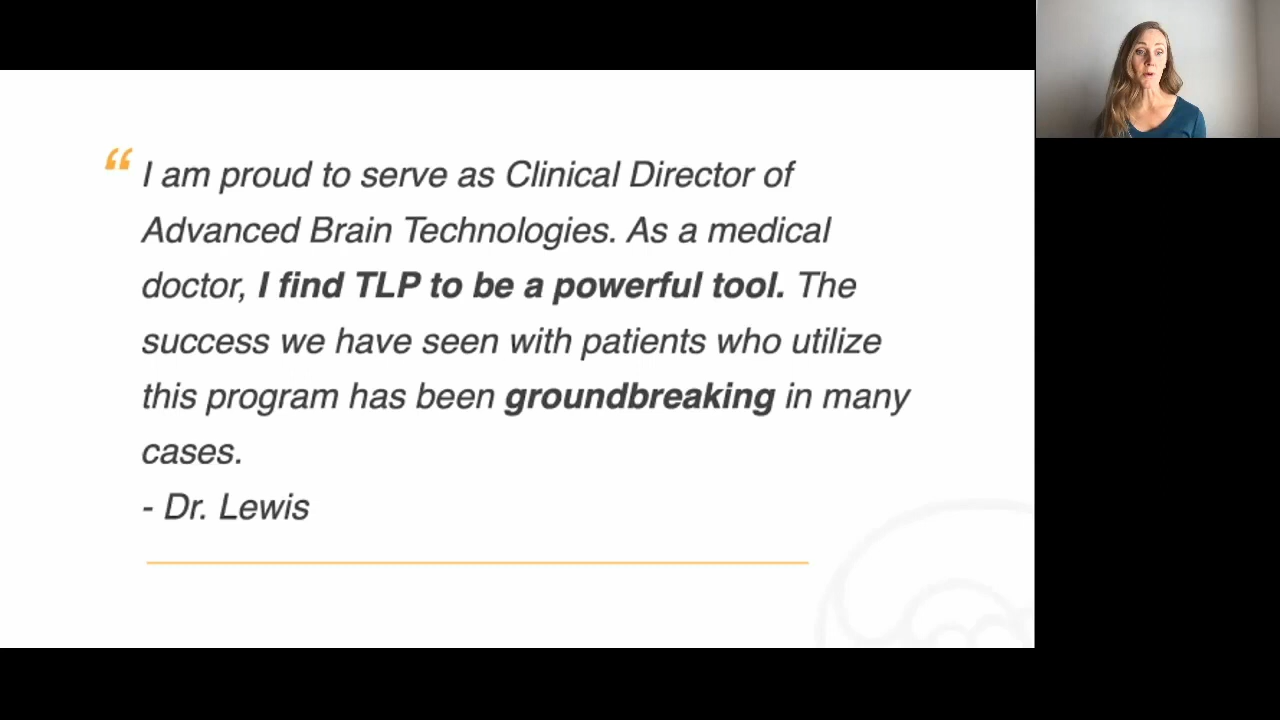 “ I am proud to serve as Clinical Director of
Advanced Brain Technologies. As a medical
doctor, I find TLP to be a powerful tool. The
success we have seen with patients who utilize
this program has been groundbreaking in many
cases.
- Dr. Lewis